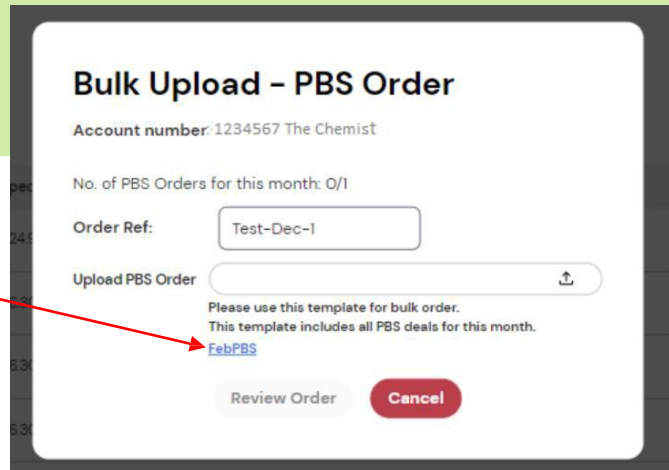 Bulk Upload – PBS Order
Account number: 1234567 The Chemist
No. of PBS Orders for this month: 0/1
Order Ref:
Test-Dec-1
Upload PBS Order
Please use this template for bulk order.
This template includes all PBS deals for this month.
FebPBS
Review Order
Cancel